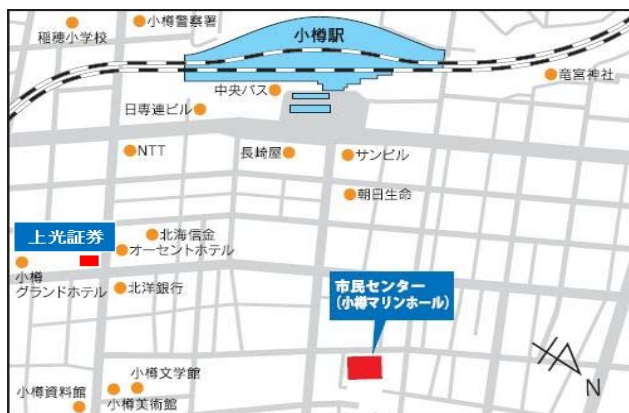 小樽警察署
稲穂小学校
小樽駅
竜宮神社
中央バス
日専連ビル
NTT
長崎屋
サンビル
朝日生命
上光証券
北海信金
オーセントホテル
小樽
グランドホテル
北洋銀行
市民センター
(小樽マリンホール)
小樽文学館
小樽資料館
小樽美術館
N